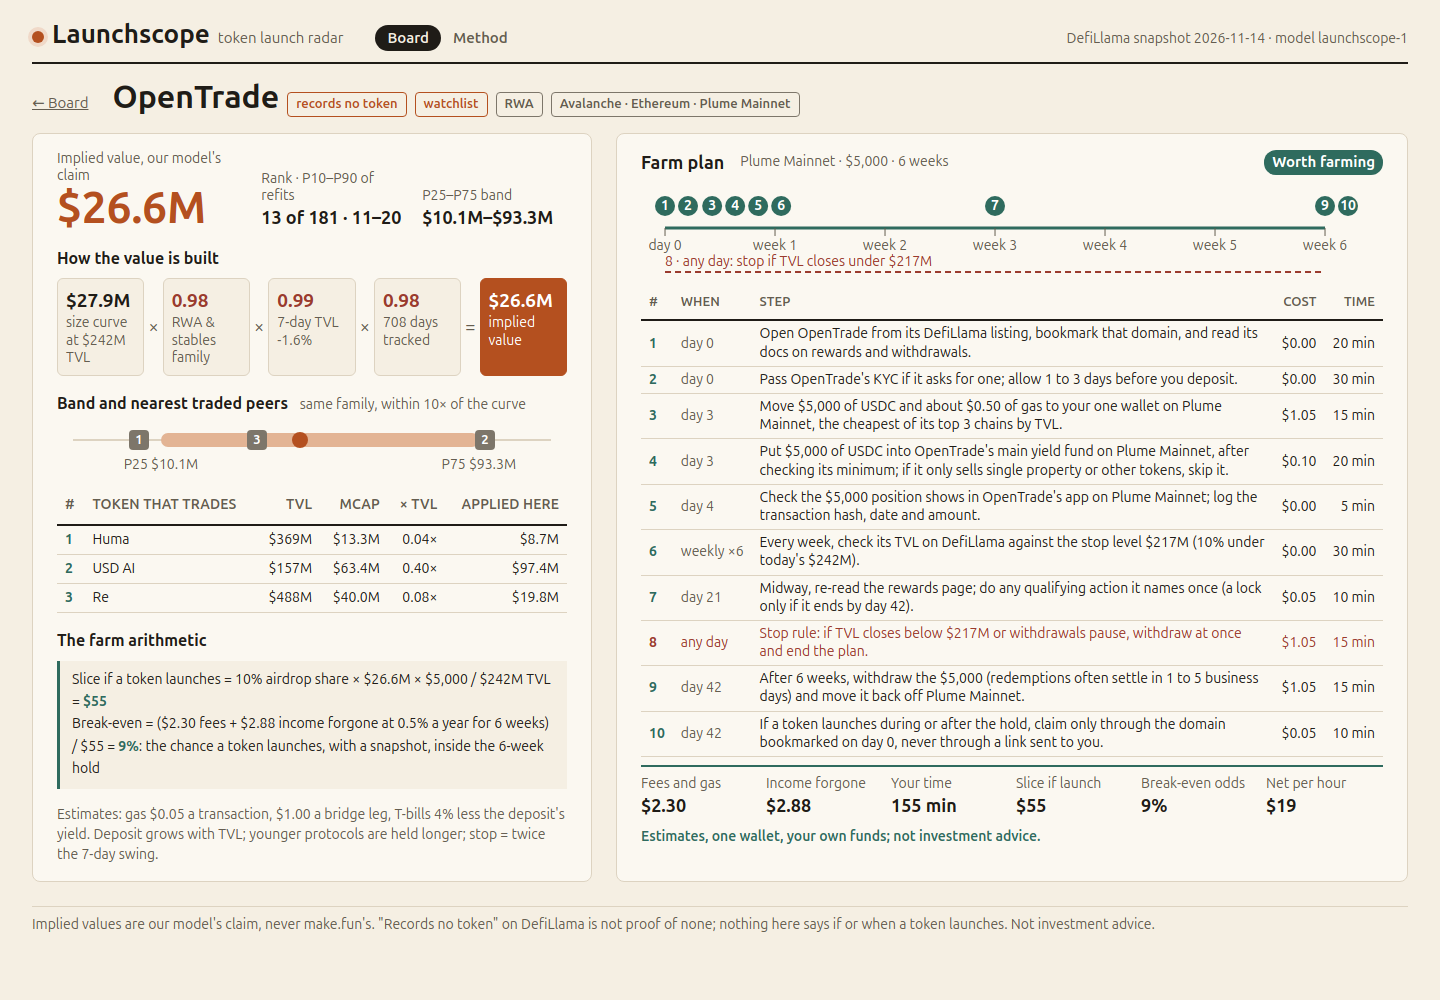 Launchscope token launch radar Board Method DefiLlama snapshot 2026-11-14 · model launchscope-1
← Board OpenTrade records no token watchlist RWA Avalanche · Ethereum · Plume Mainnet
Implied value, our model's
claim
$26.6M
Rank · P10–P90 of
refits
13 of 181 · 11–20
P25–P75 band
$10.1M–$93.3M
How the value is built
$27.9M
size curve
at $242M
TVL
×
0.98
RWA &
stables
family
×
0.99
7-day TVL
-1.6%
×
0.98
708 days
tracked
=
$26.6M
implied
value
Band and nearest traded peers same family, within 10× of the curve
1 3 2
P25 $10.1M P75 $93.3M
# TOKEN THAT TRADES TVL MCAP × TVL APPLIED HERE
1 Huma $369M $13.3M 0.04× $8.7M
2 USD AI $157M $63.4M 0.40× $97.4M
3 Re $488M $40.0M 0.08× $19.8M
The farm arithmetic
Slice if a token launches = 10% airdrop share × $26.6M × $5,000 / $242M TVL
= $55
Break-even = ($2.30 fees + $2.88 income forgone at 0.5% a year for 6 weeks)
/ $55 = 9%: the chance a token launches, with a snapshot, inside the 6-week
hold
Estimates: gas $0.05 a transaction, $1.00 a bridge leg, T-bills 4% less the deposit's
yield. Deposit grows with TVL; younger protocols are held longer; stop = twice
the 7-day swing.
Farm plan Plume Mainnet · $5,000 · 6 weeks Worth farming
1 2 3 4 5 6 7 9 10
day 0 week 1 week 2 week 3 week 4 week 5 week 6
8 · any day: stop if TVL closes under $217M
# WHEN STEP COST TIME
1 day 0 Open OpenTrade from its DefiLlama listing, bookmark that domain, and read its
docs on rewards and withdrawals. $0.00 20 min
2 day 0 Pass OpenTrade's KYC if it asks for one; allow 1 to 3 days before you deposit. $0.00 30 min
3 day 3 Move $5,000 of USDC and about $0.50 of gas to your one wallet on Plume
Mainnet, the cheapest of its top 3 chains by TVL. $1.05 15 min
4 day 3 Put $5,000 of USDC into OpenTrade's main yield fund on Plume Mainnet, after
checking its minimum; if it only sells single property or other tokens, skip it. $0.10 20 min
5 day 4 Check the $5,000 position shows in OpenTrade's app on Plume Mainnet; log the
transaction hash, date and amount. $0.00 5 min
6 weekly ×6 Every week, check its TVL on DefiLlama against the stop level $217M (10% under
today's $242M). $0.00 30 min
7 day 21 Midway, re-read the rewards page; do any qualifying action it names once (a lock
only if it ends by day 42). $0.05 10 min
8 any day Stop rule: if TVL closes below $217M or withdrawals pause, withdraw at once
and end the plan. $1.05 15 min
9 day 42 After 6 weeks, withdraw the $5,000 (redemptions often settle in 1 to 5 business
days) and move it back off Plume Mainnet. $1.05 15 min
10 day 42 If a token launches during or after the hold, claim only through the domain
bookmarked on day 0, never through a link sent to you. $0.05 10 min
Fees and gas Income forgone Your time Slice if launch Break-even odds Net per hour
$2.30 $2.88 155 min $55 9% $19
Estimates, one wallet, your own funds; not investment advice.
Implied values are our model's claim, never make.fun's. "Records no token" on DefiLlama is not proof of none; nothing here says if or when a token launches. Not investment advice.